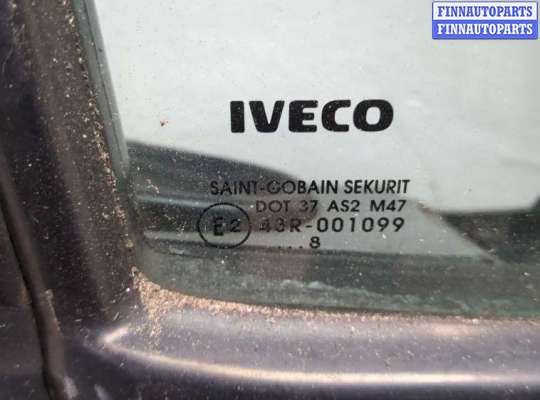 FINNAUTOPARTS
FINNAUTOPARTS
IVECO
SAINT-GOBAIN SEKURIT
DOT 37 AS2 M47
E2 43R-001099
...8